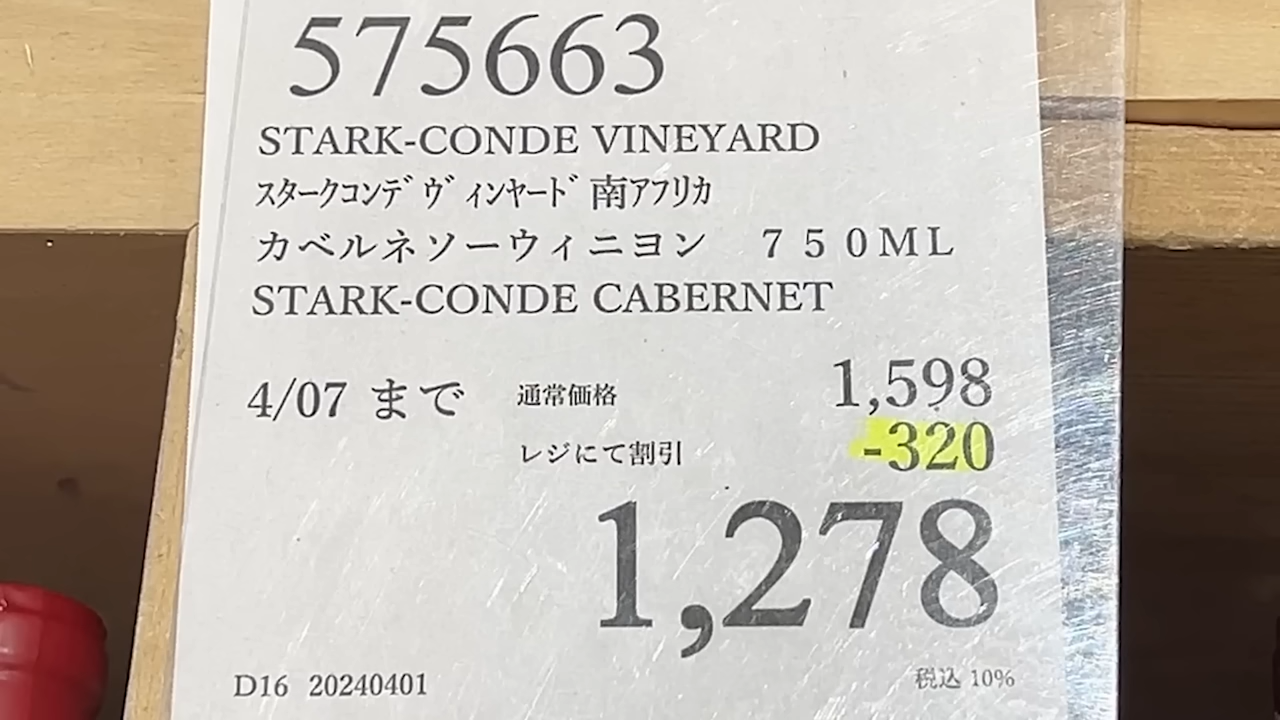 575663
STARK-CONDE VINEYARD
スタークコンデ ヴィンヤード 南アフリカ
カベルネソーウィニヨン　７５０ＭＬ
STARK-CONDE CABERNET
4/07 まで 通常価格 1,598
レジにて割引 -320
1,278
D16 20240401 税込 10%